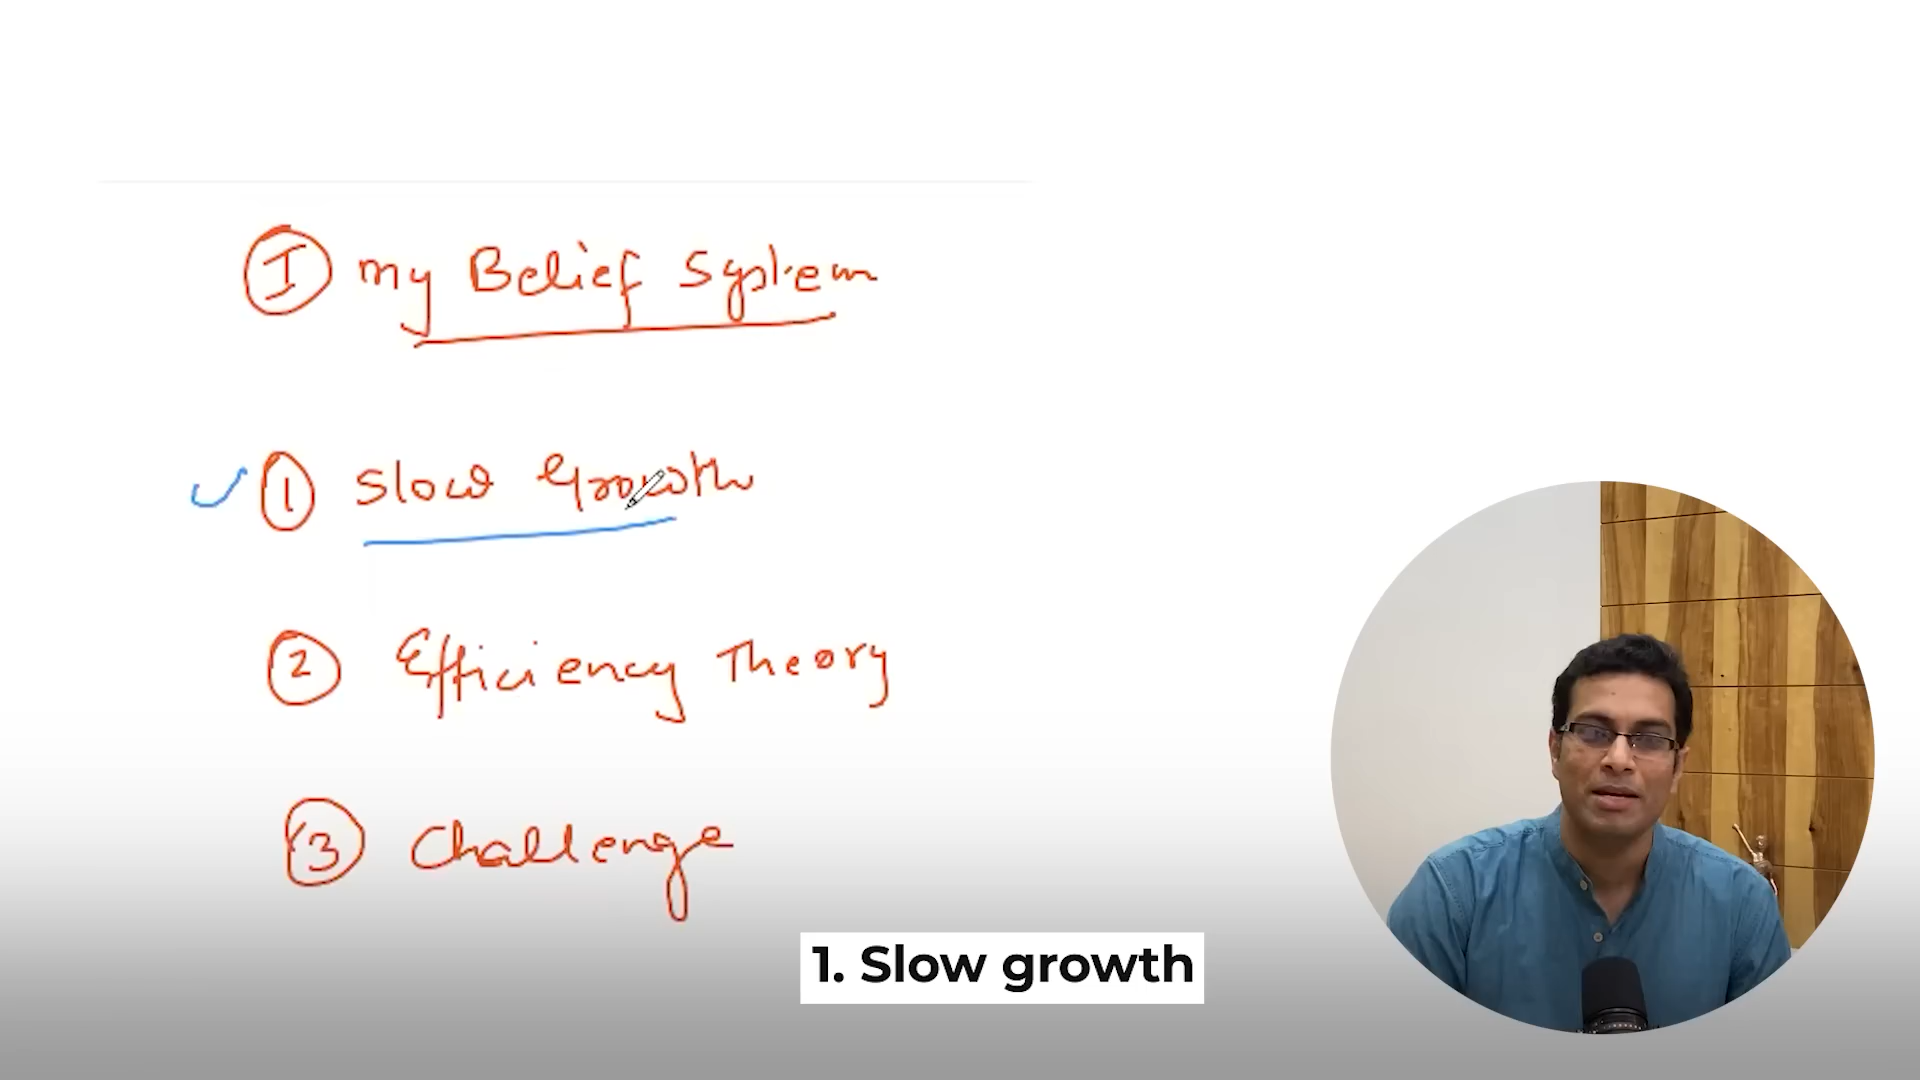 I my Belief System
1 Slow Growth
2 Efficiency Theory
3 Challenge
1. Slow growth